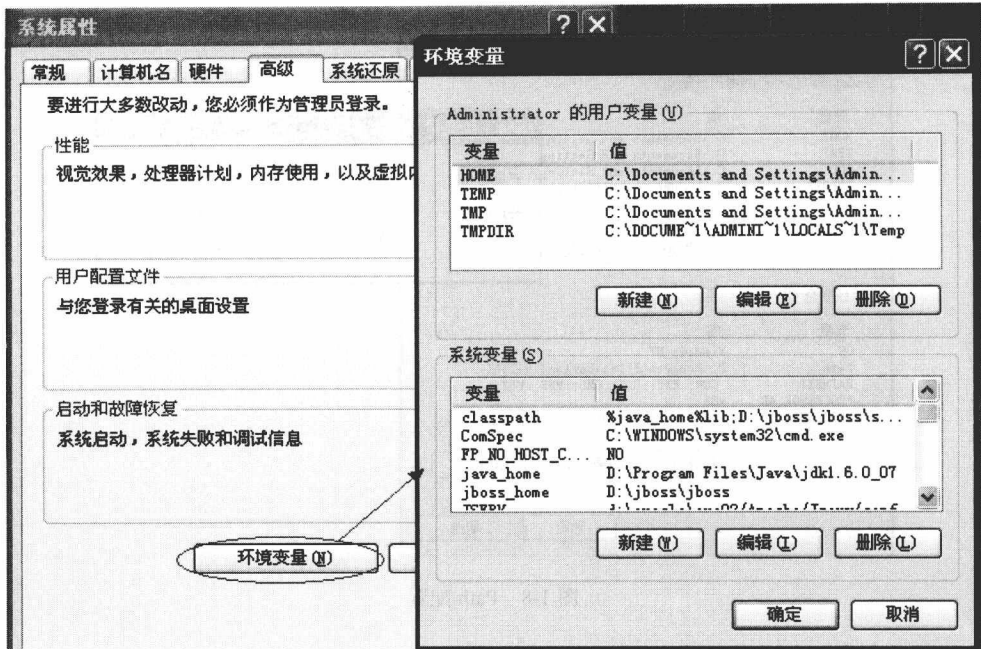 系统属性
常规 计算机名 硬件 高级 系统还原
要进行大多数改动，您必须作为管理员登录。
性能
视觉效果，处理器计划，内存使用，以及虚拟
用户配置文件
与您登录有关的桌面设置
启动和故障恢复
系统启动，系统失败和调试信息
环境变量(N)
环境变量
Administrator 的用户变量(U)
变量 值
HOME C:\Documents and Settings\Admin...
TEMP C:\Documents and Settings\Admin...
TMP C:\Documents and Settings\Admin...
TMPDIR C:\DOCUME~1\ADMINI~1\LOCALS~1\Temp
新建(N) 编辑(E) 删除(D)
系统变量(S)
变量 值
classpath %java_home%lib;D:\jboss\jboss\s...
ComSpec C:\WINDOWS\system32\cmd.exe
FP_NO_HOST_C... NO
java_home D:\Program Files\Java\jdk1.6.0_07
jboss_home D:\jboss\jboss
新建(W) 编辑(I) 删除(L)
确定 取消